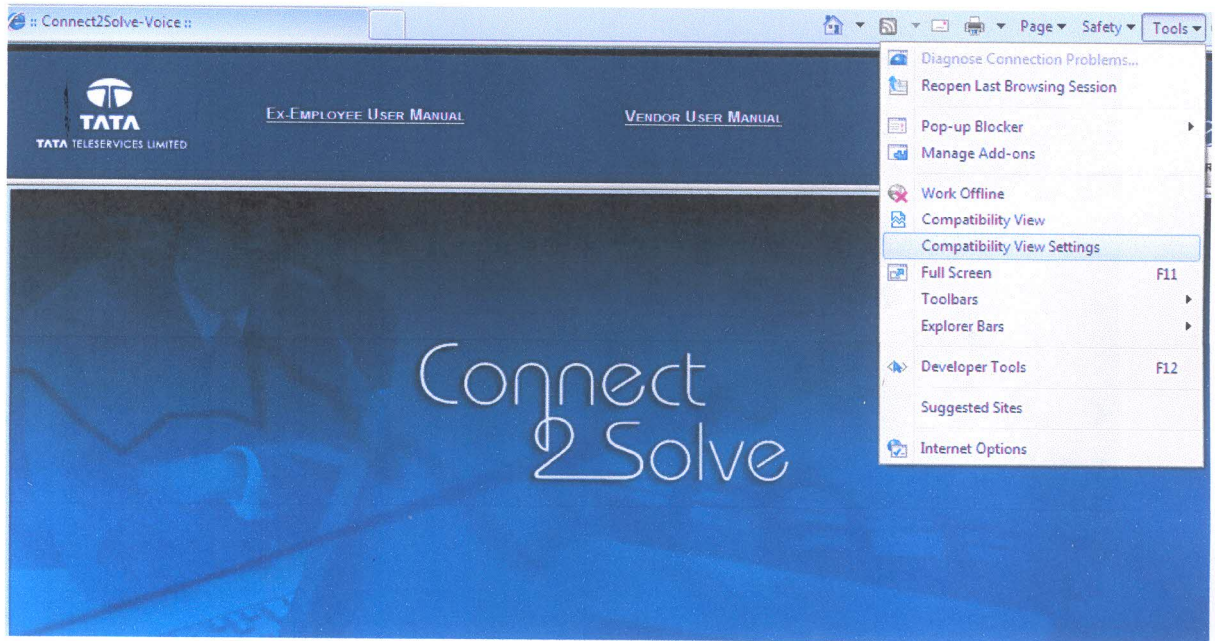 :: Connect2Solve-Voice ::
Page Safety Tools
TATA
TATA TELESERVICES LIMITED
EX-EMPLOYEE USER MANUAL
VENDOR USER MANUAL
Diagnose Connection Problems...
Reopen Last Browsing Session
Pop-up Blocker
Manage Add-ons
Work Offline
Compatibility View
Compatibility View Settings
Full Screen F11
Toolbars
Explorer Bars
Developer Tools F12
Suggested Sites
Internet Options
Connect
2 Solve